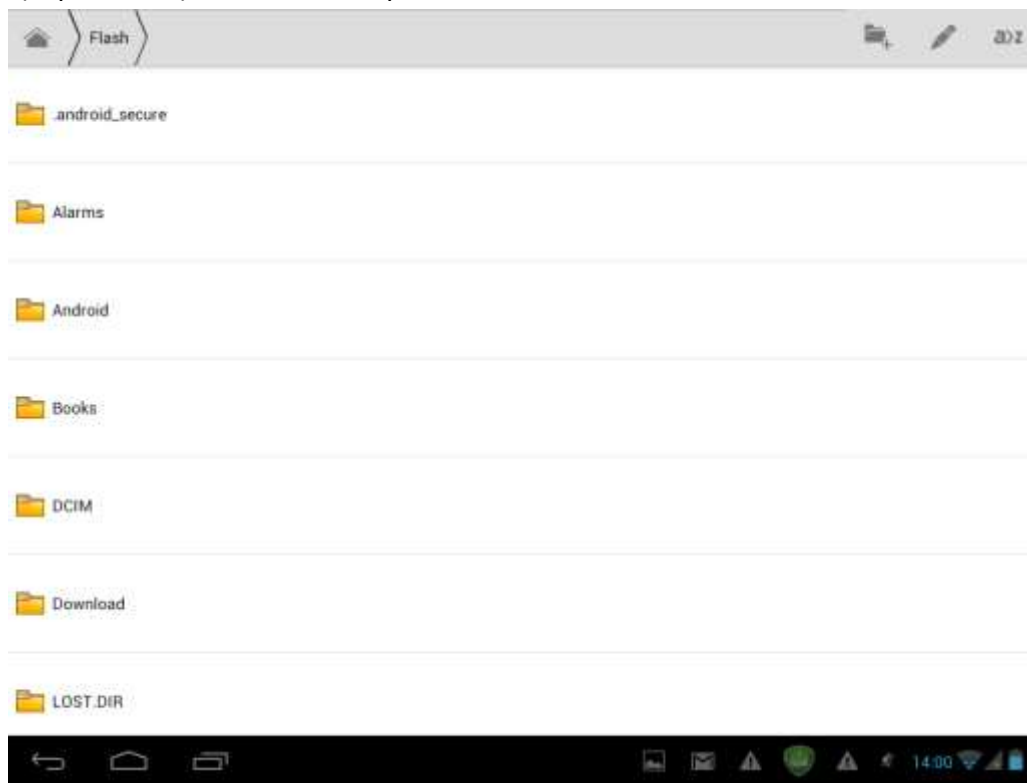 Flash
a>z
.android_secure
Alarms
Android
Books
DCIM
Download
LOST.DIR
14:00